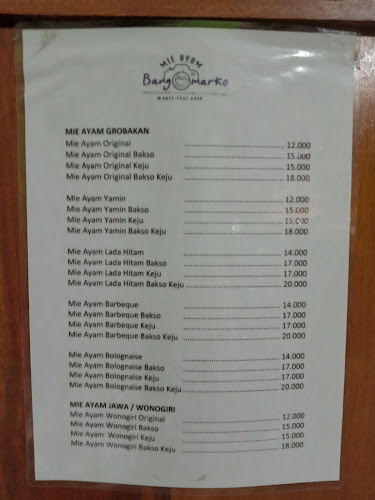 MIE AYAM
Bang marko
MIE AYAM GROBAKAN
Mie Ayam Original ........ 12.000
Mie Ayam Original Bakso ........ 15.000
Mie Ayam Original Keju ........ 15.000
Mie Ayam Original Bakso Keju ........ 18.000
Mie Ayam Yamin ........ 12.000
Mie Ayam Yamin Bakso ........ 15.000
Mie Ayam Yamin Keju ........ 15.000
Mie Ayam Yamin Bakso Keju ........ 18.000
Mie Ayam Lada Hitam ........ 14.000
Mie Ayam Lada Hitam Bakso ........ 17.000
Mie Ayam Lada Hitam Keju ........ 17.000
Mie Ayam Lada Hitam Bakso Keju ........ 20.000
Mie Ayam Barbeque ........ 14.000
Mie Ayam Barbeque Bakso ........ 17.000
Mie Ayam Barbeque Keju ........ 17.000
Mie Ayam Barbeque Bakso Keju ........ 20.000
Mie Ayam Bolognaise ........ 14.000
Mie Ayam Bolognaise Bakso ........ 17.000
Mie Ayam Bolognaise Keju ........ 17.000
Mie Ayam Bolognaise Bakso Keju ........ 20.000
MIE AYAM JAWA / WONOGIRI
Mie Ayam Wonogiri Original ........ 12.000
Mie Ayam Wonogiri Bakso ........ 15.000
Mie Ayam Wonogiri Keju ........ 15.000
Mie Ayam Wonogiri Bakso Keju ........ 18.000